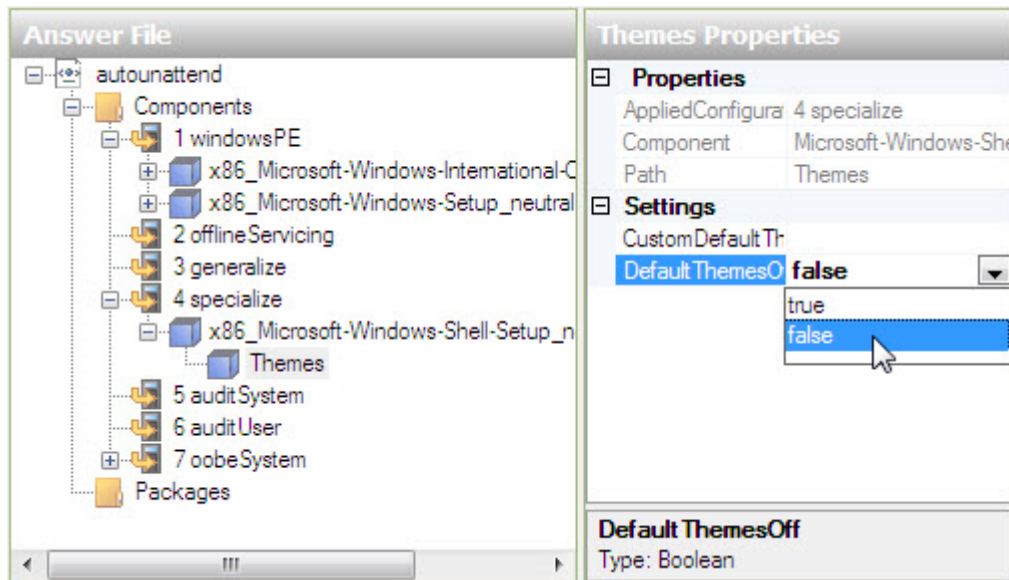 Answer File
autounattend
Components
1 windowsPE
x86_Microsoft-Windows-International-C
x86_Microsoft-Windows-Setup_neutral
2 offlineServicing
3 generalize
4 specialize
x86_Microsoft-Windows-Shell-Setup_n
Themes
5 auditSystem
6 auditUser
7 oobeSystem
Packages
Themes Properties
Properties
AppliedConfigura 4 specialize
Component Microsoft-Windows-She
Path Themes
Settings
CustomDefaultTh
DefaultThemesO false
true
false
DefaultThemesOff
Type: Boolean